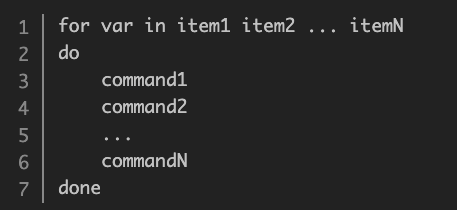 1 for var in item1 item2 ... itemN
2 do
3     command1
4     command2
5     ...
6     commandN
7 done